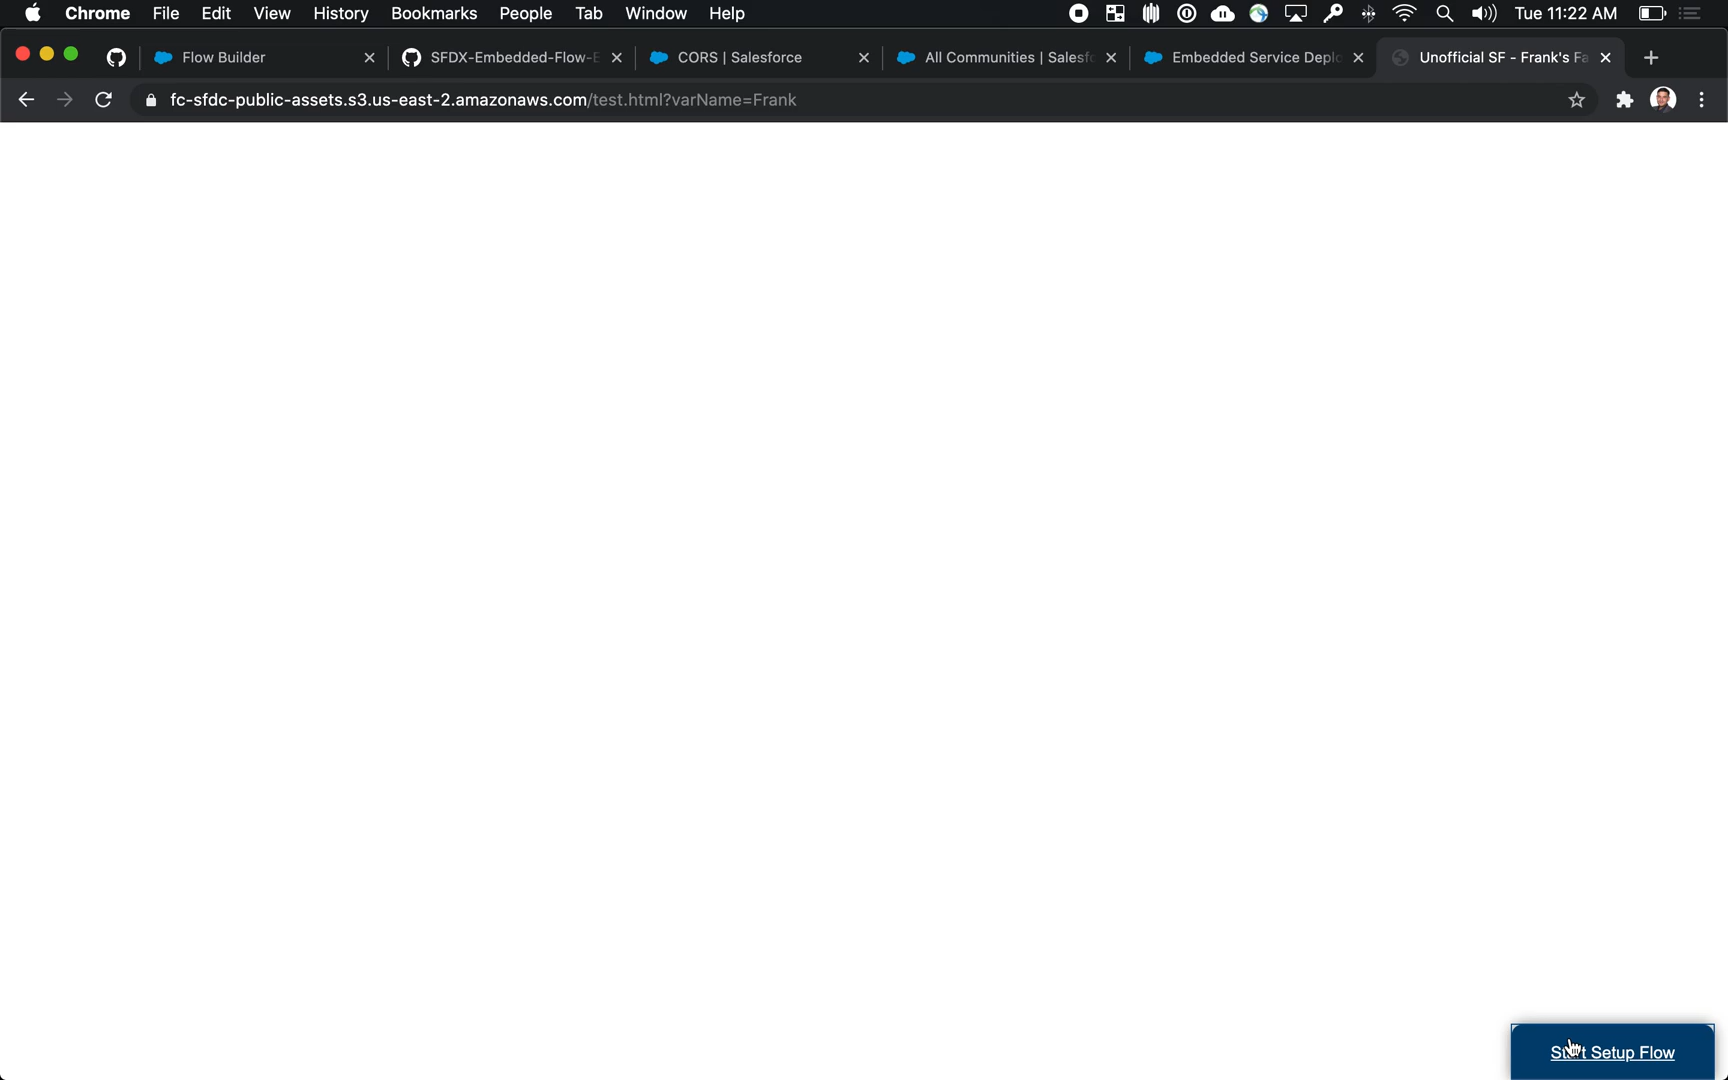 Chrome File Edit View History Bookmarks People Tab Window Help Tue 11:22 AM
Flow Builder SFDX-Embedded-Flow-E CORS | Salesforce All Communities | Salesf Embedded Service Deplo Unofficial SF - Frank's Fa
fc-sfdc-public-assets.s3.us-east-2.amazonaws.com/test.html?varName=Frank
Start Setup Flow